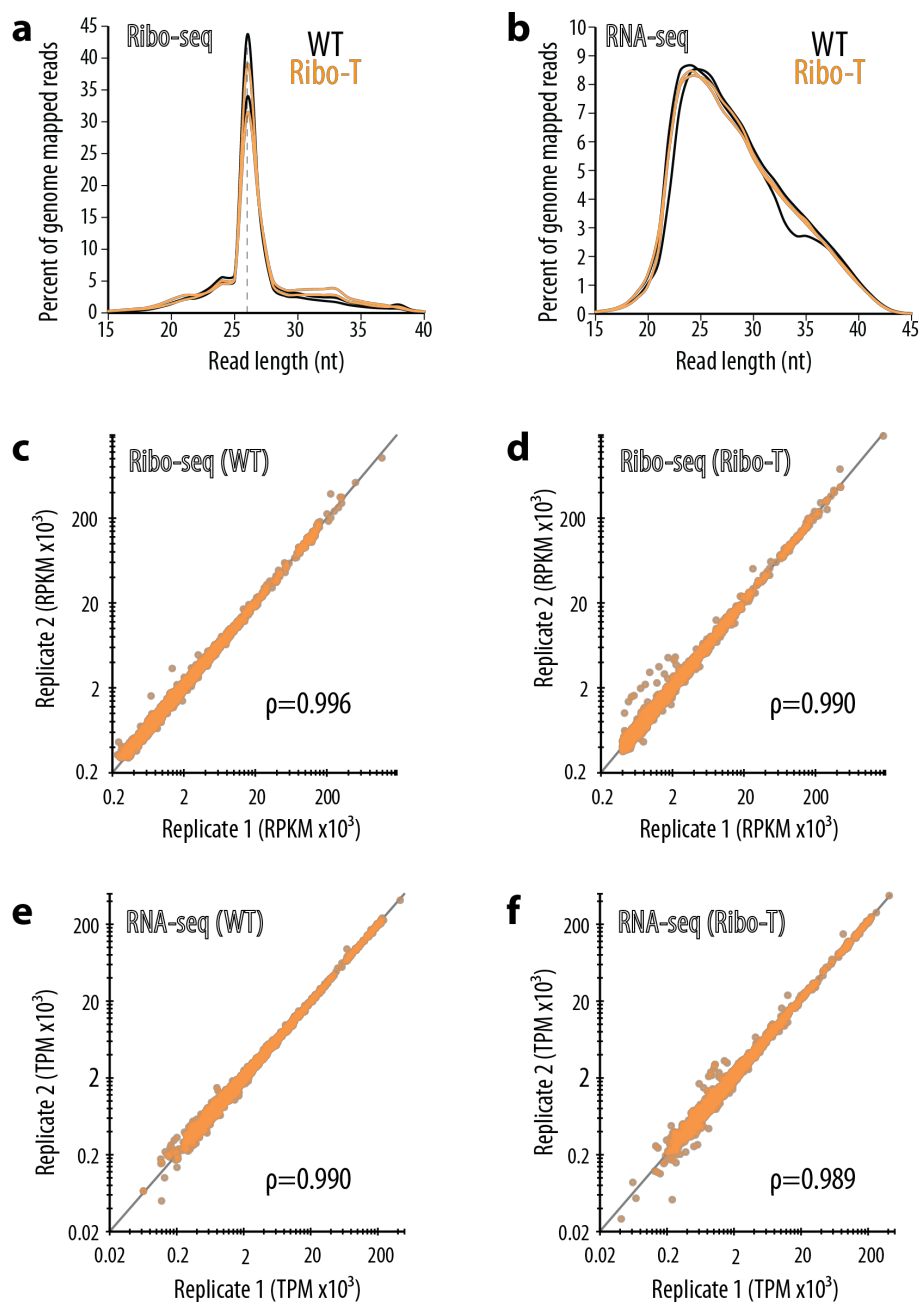 a
Ribo-seq
WT
Ribo-T
Percent of genome mapped reads
45
40
35
30
25
20
15
10
5
0
15 20 25 30 35 40
Read length (nt)
b
RNA-seq
WT
Ribo-T
Percent of genome mapped reads
10
9
8
7
6
5
4
3
2
1
0
15 20 25 30 35 40 45
Read length (nt)
c
Ribo-seq (WT)
Replicate 2 (RPKM x10³)
200
20
2
0.2
ρ=0.996
0.2 2 20 200
Replicate 1 (RPKM x10³)
d
Ribo-seq (Ribo-T)
Replicate 2 (RPKM x10³)
200
20
2
0.2
ρ=0.990
0.2 2 20 200
Replicate 1 (RPKM x10³)
e
RNA-seq (WT)
Replicate 2 (TPM x10³)
200
20
2
0.2
0.02
ρ=0.990
0.02 0.2 2 20 200
Replicate 1 (TPM x10³)
f
RNA-seq (Ribo-T)
Replicate 2 (TPM x10³)
200
20
2
0.2
0.02
ρ=0.989
0.02 0.2 2 20 200
Replicate 1 (TPM x10³)